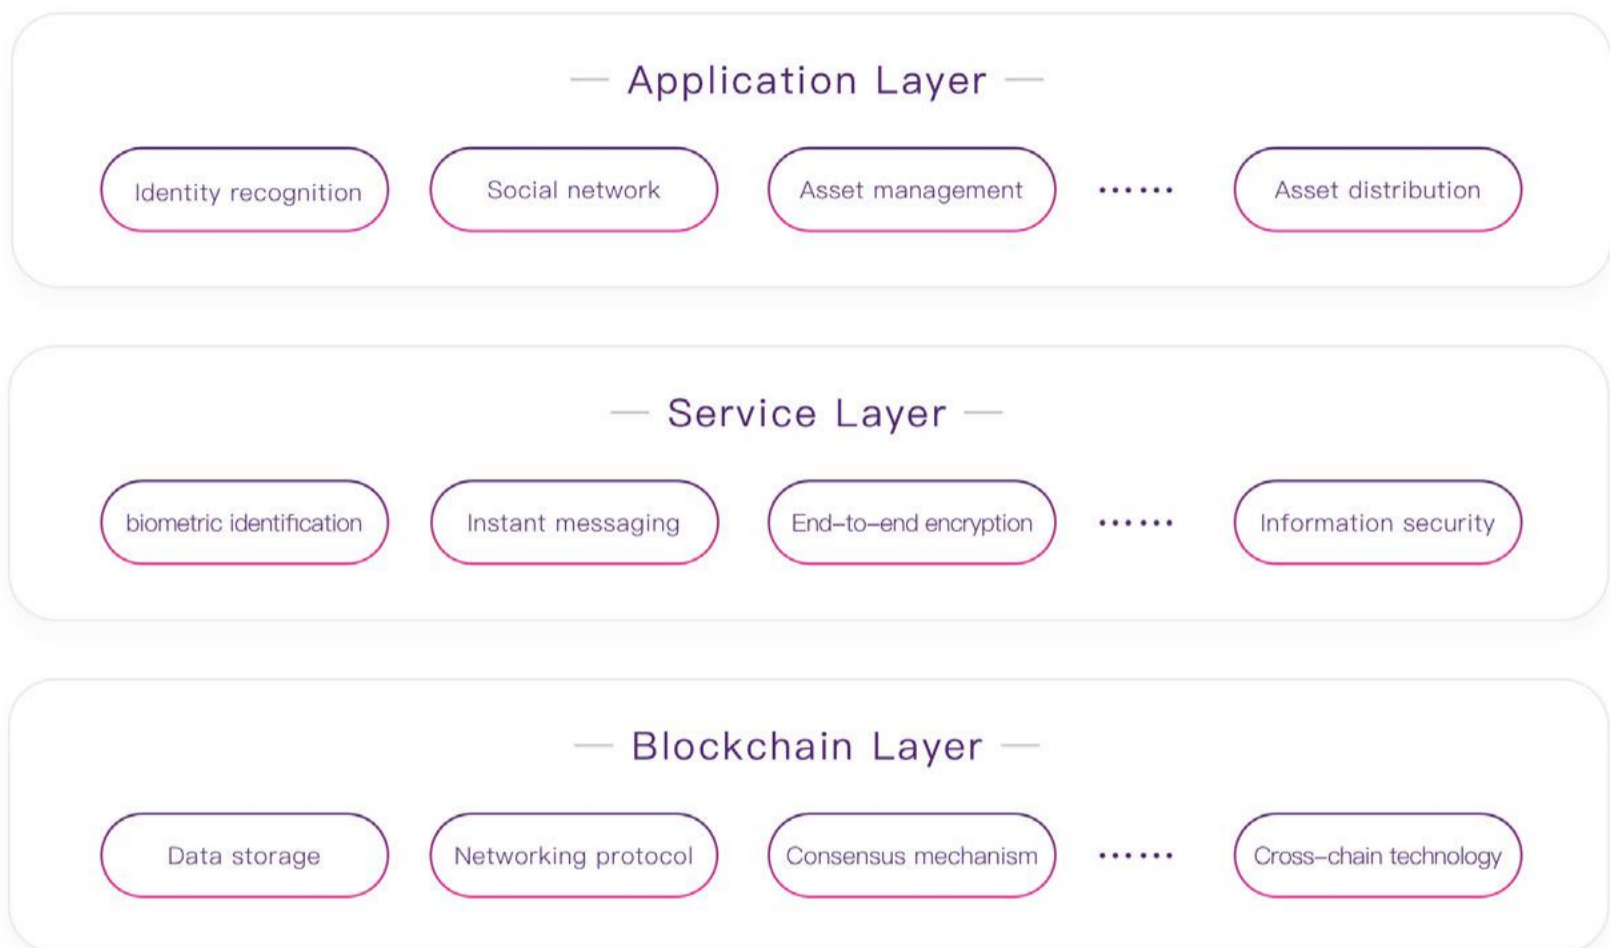 Application Layer
Identity recognition Social network Asset management ...... Asset distribution
Service Layer
biometric identification Instant messaging End-to-end encryption ...... Information security
Blockchain Layer
Data storage Networking protocol Consensus mechanism ...... Cross-chain technology